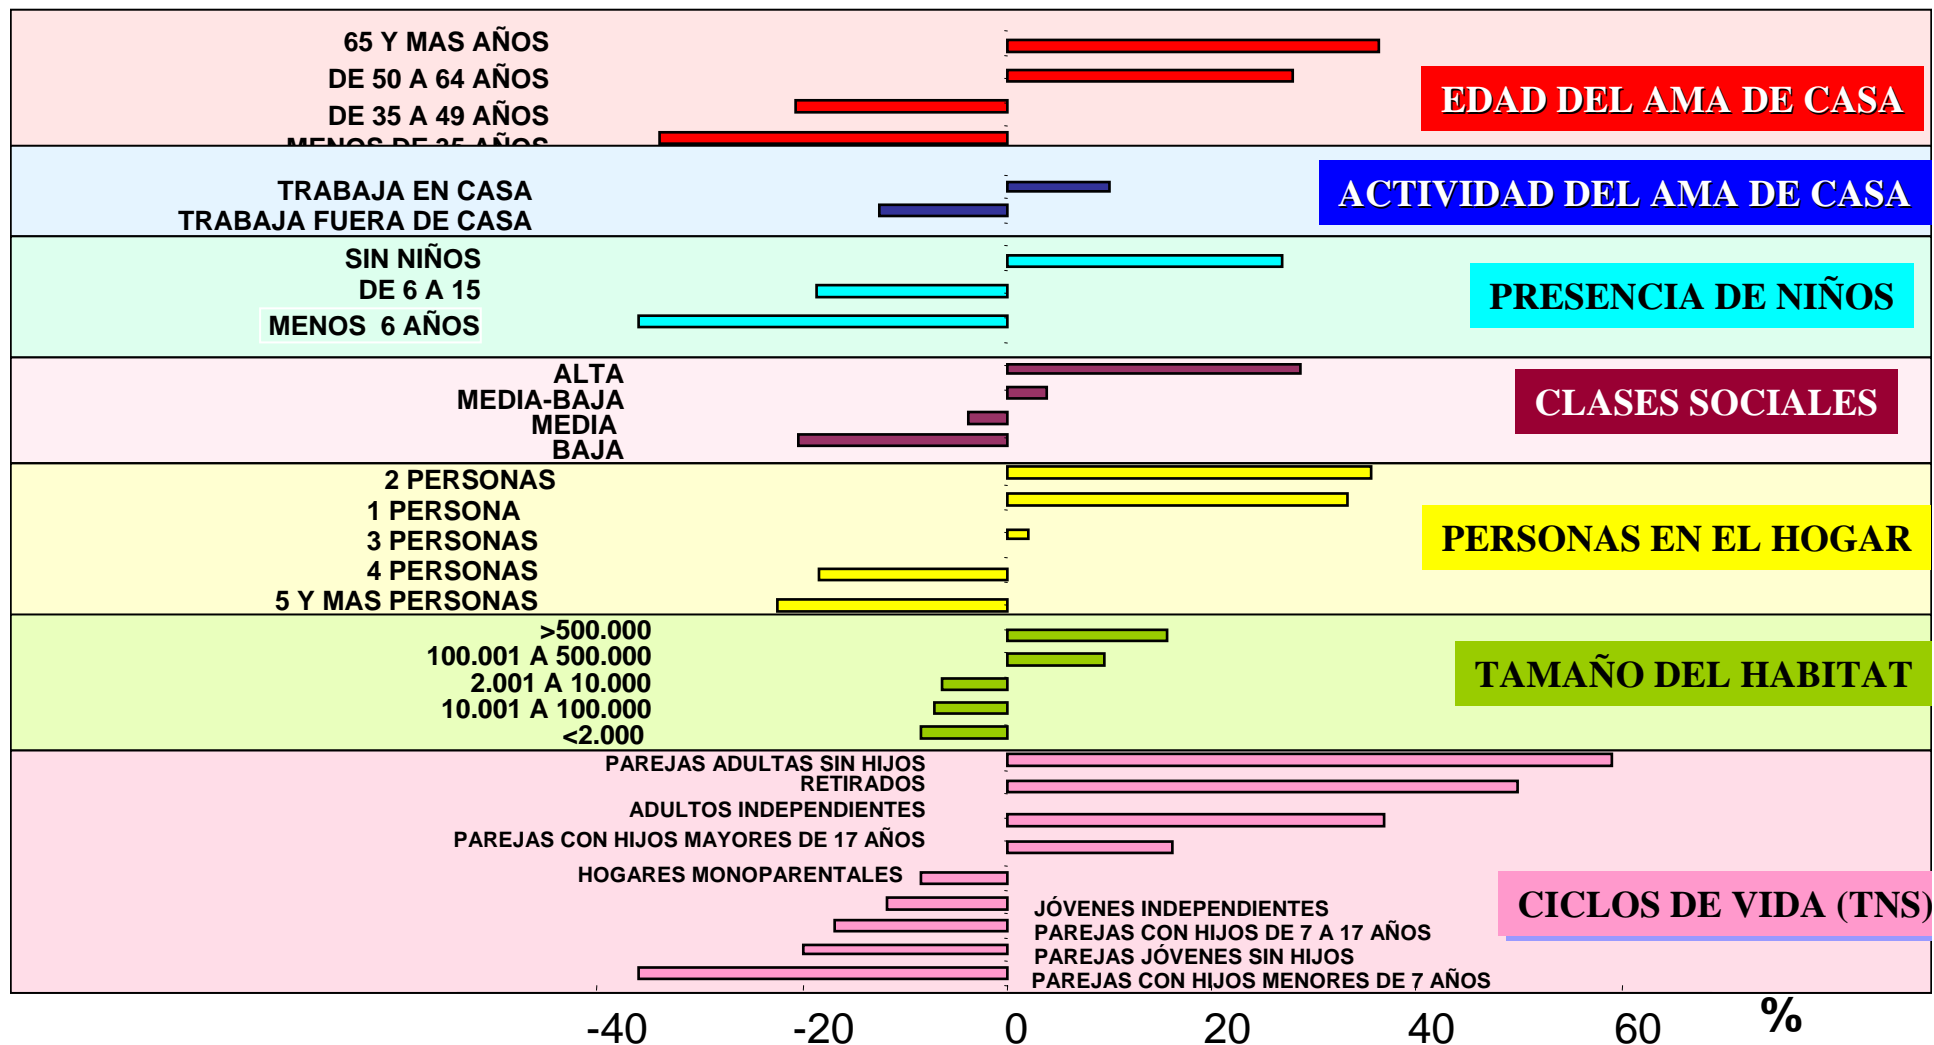 65 Y MAS AÑOS
DE 50 A 64 AÑOS
DE 35 A 49 AÑOS
MENOS DE 35 AÑOS
EDAD DEL AMA DE CASA
TRABAJA EN CASA
TRABAJA FUERA DE CASA
ACTIVIDAD DEL AMA DE CASA
SIN NIÑOS
DE 6 A 15
MENOS 6 AÑOS
PRESENCIA DE NIÑOS
ALTA
MEDIA-BAJA
MEDIA
BAJA
CLASES SOCIALES
2 PERSONAS
1 PERSONA
3 PERSONAS
4 PERSONAS
5 Y MAS PERSONAS
PERSONAS EN EL HOGAR
>500.000
100.001 A 500.000
2.001 A 10.000
10.001 A 100.000
<2.000
TAMAÑO DEL HABITAT
PAREJAS ADULTAS SIN HIJOS
RETIRADOS
ADULTOS INDEPENDIENTES
PAREJAS CON HIJOS MAYORES DE 17 AÑOS
HOGARES MONOPARENTALES
JÓVENES INDEPENDIENTES
PAREJAS CON HIJOS DE 7 A 17 AÑOS
PAREJAS JÓVENES SIN HIJOS
PAREJAS CON HIJOS MENORES DE 7 AÑOS
CICLOS DE VIDA (TNS)
-40 -20 0 20 40 60 %